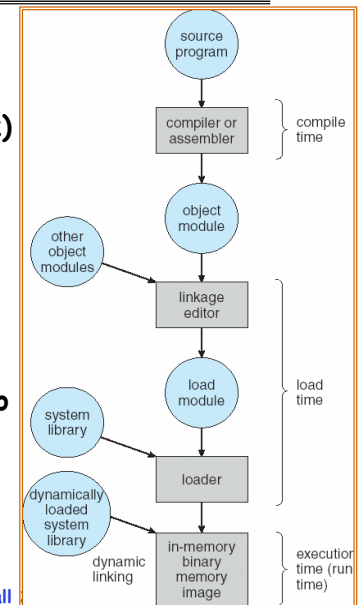 source
program
compiler or
assembler
compile
time
object
module
other
object
modules
linkage
editor
load
module
load
time
system
library
loader
dynamically
loaded
system
library
dynamic
linking
in-memory
binary
memory
image
execution
time (run
time)